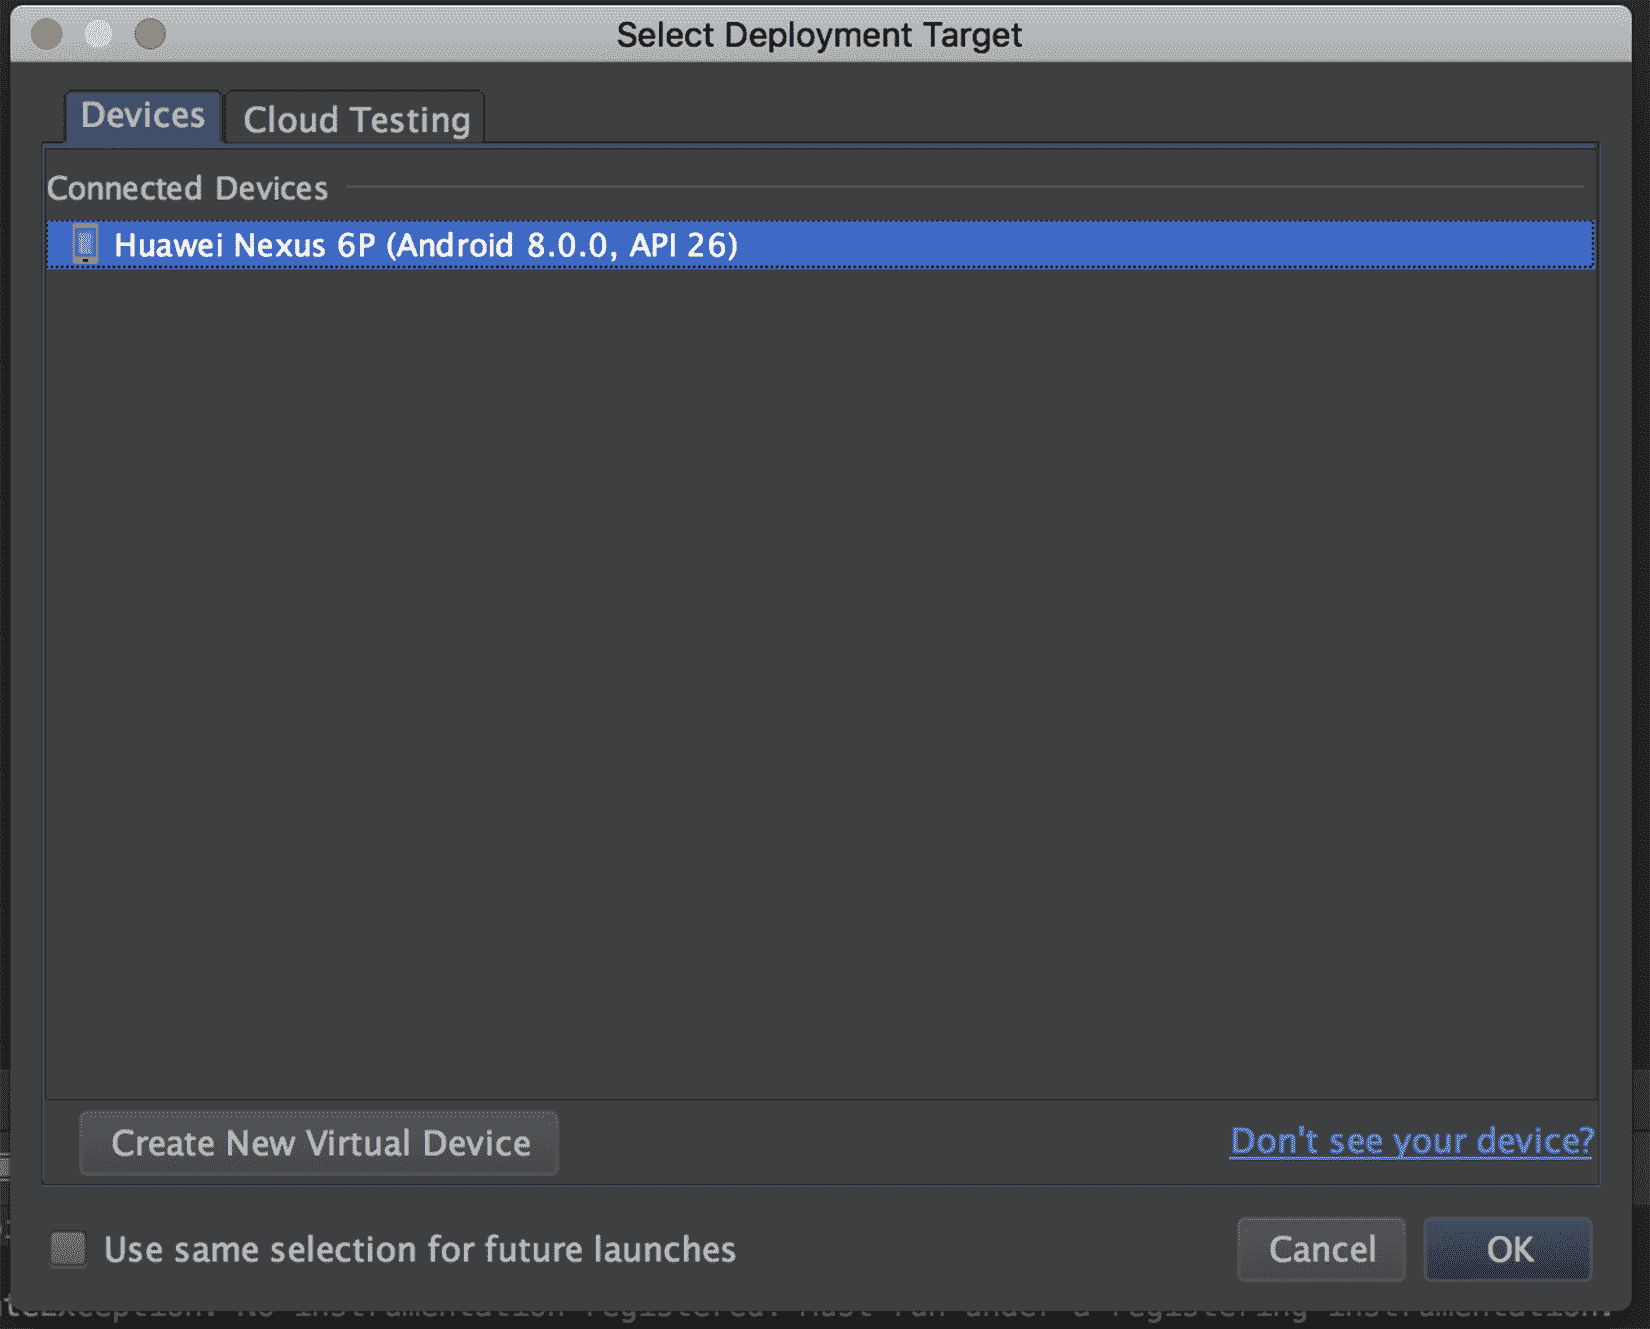 Select Deployment Target
Devices
Cloud Testing
Connected Devices
Huawei Nexus 6P (Android 8.0.0, API 26)
Create New Virtual Device
Don't see your device?
Use same selection for future launches
Cancel
OK
Exception: No instrumentation registered! Must run under a registering instrumentation.